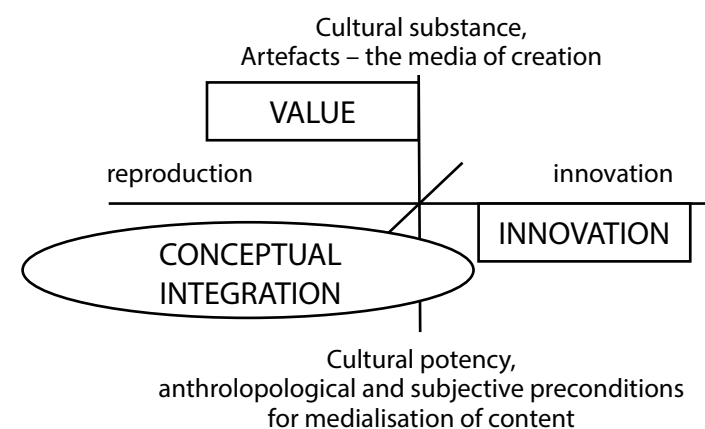 Cultural substance,
Artefacts – the media of creation
VALUE
reproduction
innovation
INNOVATION
CONCEPTUAL
INTEGRATION
Cultural potency,
anthrolopological and subjective preconditions
for medialisation of content